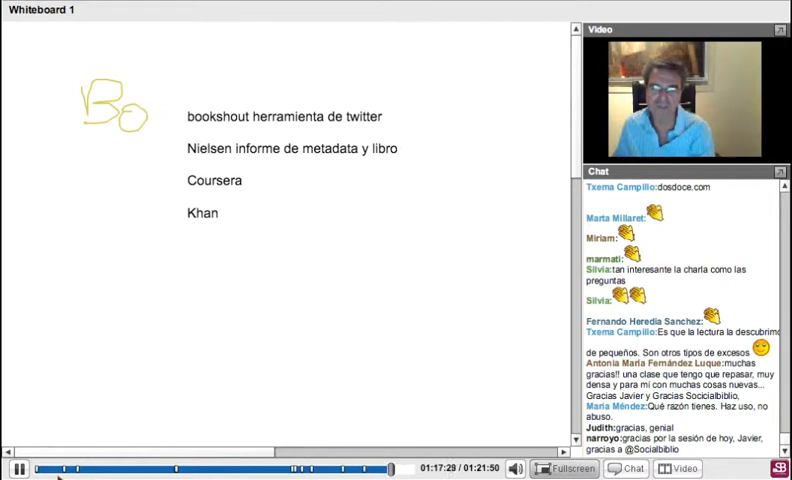 Whiteboard 1
Bo
bookshout herramienta de twitter
Nielsen informe de metadata y libro
Coursera
Khan
Video
Chat
Txema Campillo:dosdoce.com
Marta Millaret:
Miriam:
marmati:
Silvia:tan interesante la charla como las
preguntas
Silvia:
Fernando Heredia Sanchez:
Txema Campillo:Es que la lectura la descubrimo
de pequeños. Son otros tipos de excesos
Antonia María Fernández Luque:muchas
gracias!! una clase que tengo que repasar, muy
densa y para mí con muchas cosas nuevas...
Gracias Javier y Gracias Socicialbiblio,
María Méndez:Qué razón tienes. Haz uso, no
abuso.
Judith:gracias, genial
narroyo:gracias por la sesión de hoy, Javier,
gracias a @Socialbiblio
01:17:29 / 01:21:50
Fullscreen
Chat
Video
SB